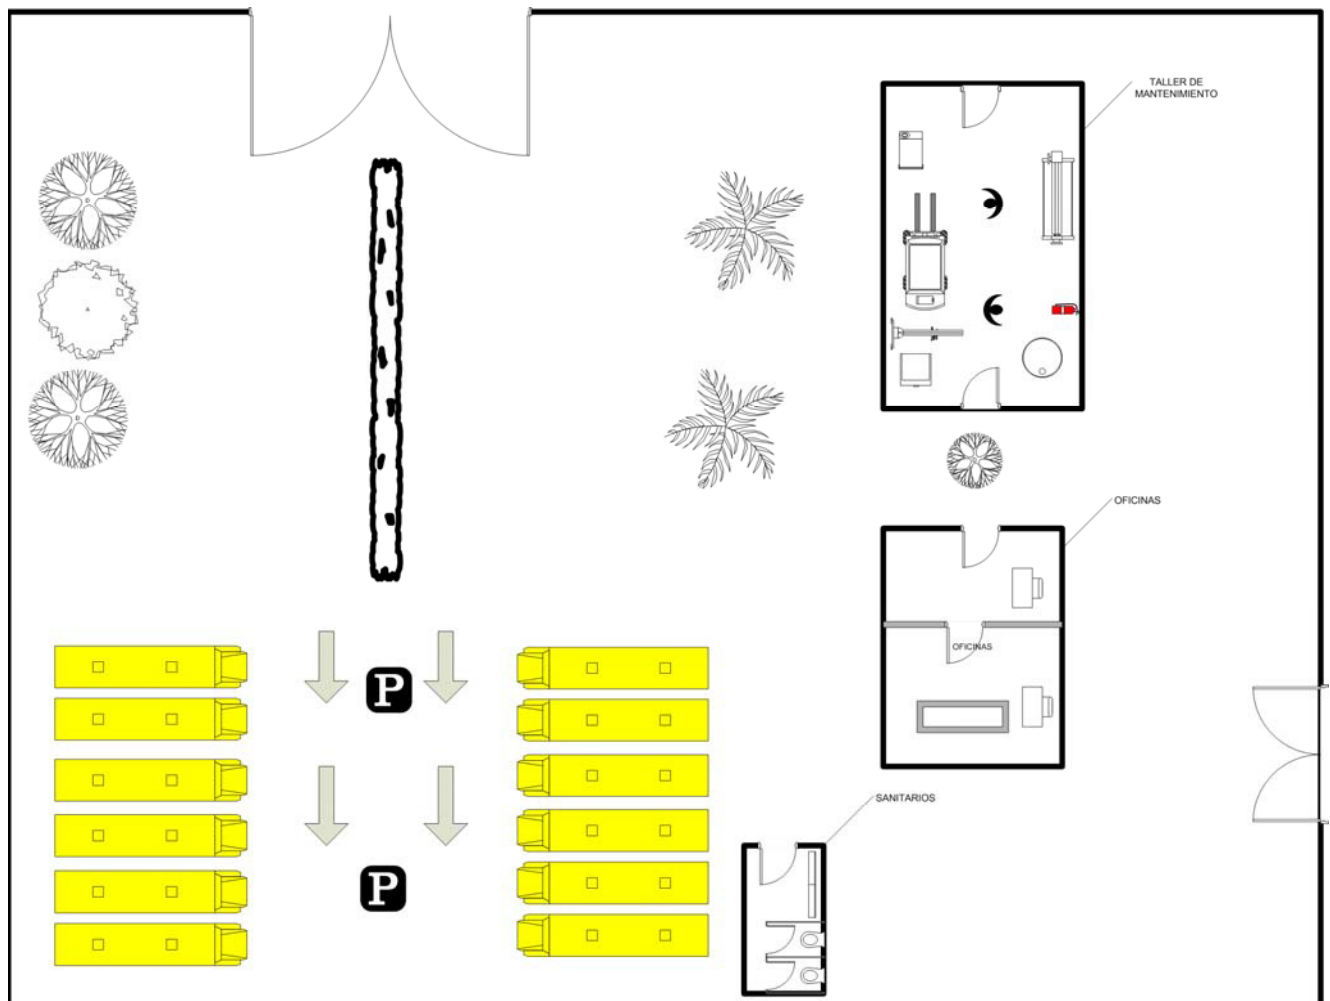 TALLER DE
MANTENIMIENTO
OFICINAS
OFICINAS
P
SANITARIOS
P